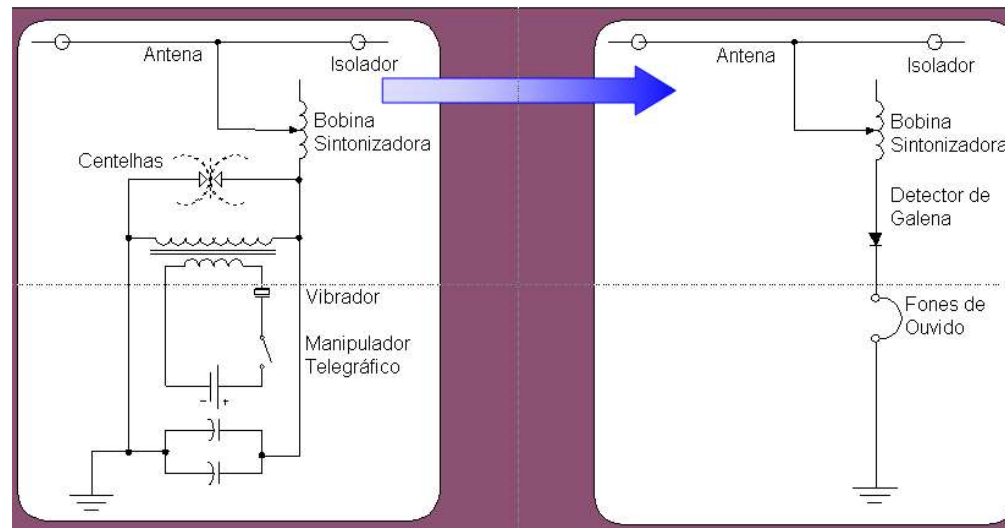 Antena
Isolador
Bobina
Sintonizadora
Centelhas
Vibrador
Manipulador
Telegráfico
- +
Antena
Isolador
Bobina
Sintonizadora
Detector de
Galena
Fones de
Ouvido